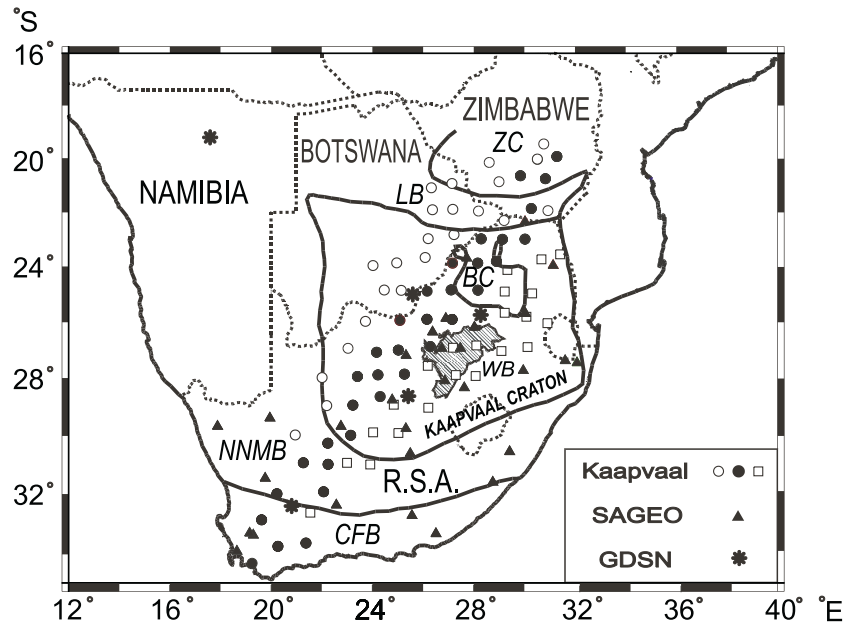 °S
16°
ZIMBABWE
ZC
BOTSWANA
20°
NAMIBIA
LB
24°
BC
WB
28°
KAAPVAAL CRATON
NNMB
R.S.A.
32°
CFB
Kaapvaal
SAGEO
GDSN
12° 16° 20° 24° 28° 32° 36° 40° °E